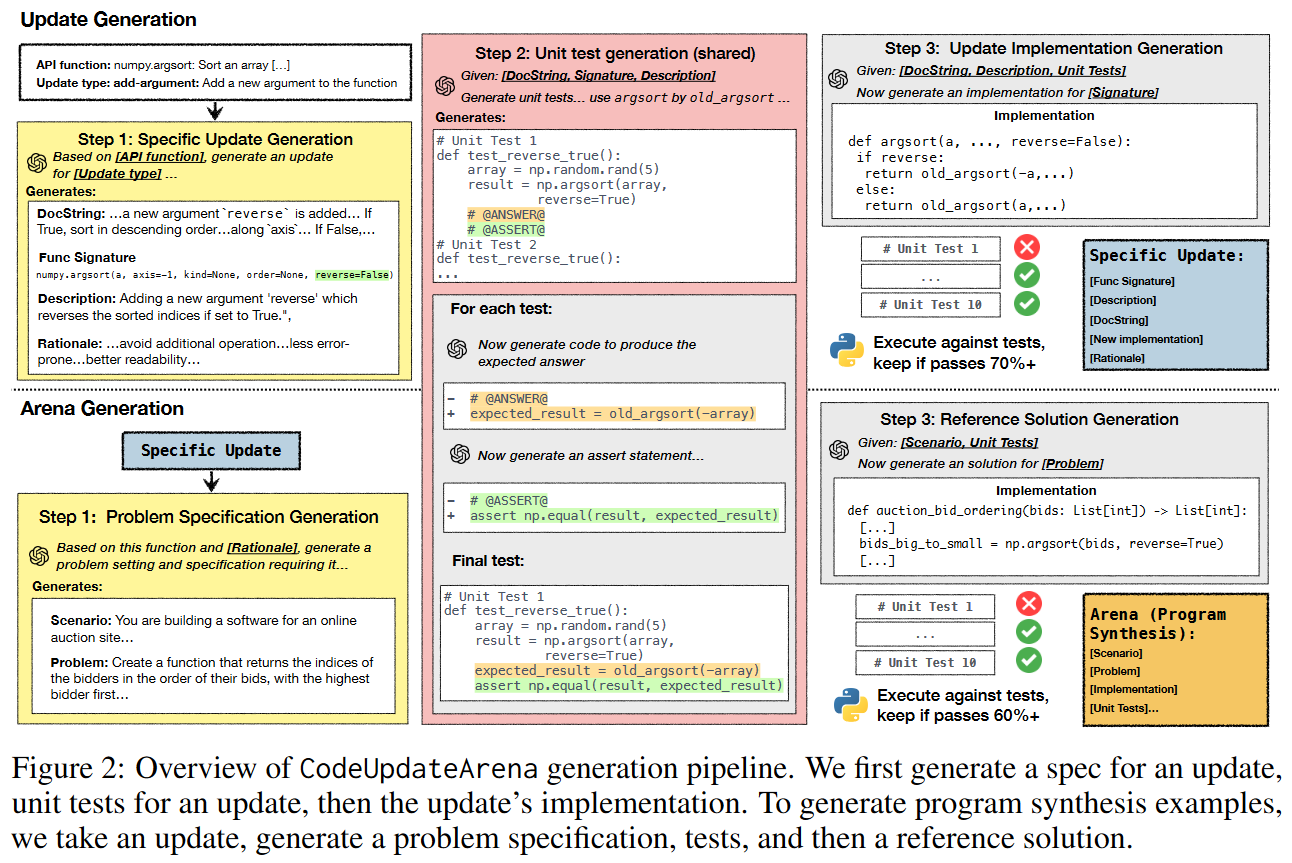 Update Generation
API function: numpy.argsort: Sort an array […]
Update type: add-argument: Add a new argument to the function
Step 1: Specific Update Generation
Based on [API function], generate an update
for [Update type] …
Generates:
DocString: …a new argument `reverse` is added… If
True, sort in descending order…along `axis`… If False,…
Func Signature
numpy.argsort(a, axis=−1, kind=None, order=None, reverse=False)
Description: Adding a new argument 'reverse' which
reverses the sorted indices if set to True.",
Rationale: …avoid additional operation…less error-
prone…better readability…
Arena Generation
Specific Update
Step 1: Problem Specification Generation
Based on this function and [Rationale], generate a
problem setting and specification requiring it…
Generates:
Scenario: You are building a software for an online
auction site…
Problem: Create a function that returns the indices of
the bidders in the order of their bids, with the highest
bidder first…
Step 2: Unit test generation (shared)
Given: [DocString, Signature, Description]
Generate unit tests… use argsort by old_argsort …
Generates:
# Unit Test 1
def test_reverse_true():
array = np.random.rand(5)
result = np.argsort(array,
reverse=True)
# @ANSWER@
# @ASSERT@
# Unit Test 2
def test_reverse_true():
...
For each test:
Now generate code to produce the
expected answer
− # @ANSWER@
+ expected_result = old_argsort(−array)
Now generate an assert statement…
− # @ASSERT@
+ assert np.equal(result, expected_result)
Final test:
# Unit Test 1
def test_reverse_true():
array = np.random.rand(5)
result = np.argsort(array,
reverse=True)
expected_result = old_argsort(−array)
assert np.equal(result, expected_result)
Step 3: Update Implementation Generation
Given: [DocString, Description, Unit Tests]
Now generate an implementation for [Signature]
Implementation
def argsort(a, ..., reverse=False):
if reverse:
return old_argsort(−a,...)
else:
return old_argsort(a,...)
# Unit Test 1
...
# Unit Test 10
Execute against tests,
keep if passes 70%+
Specific Update:
[Func Signature]
[Description]
[DocString]
[New implementation]
[Rationale]
Step 3: Reference Solution Generation
Given: [Scenario, Unit Tests]
Now generate an solution for [Problem]
Implementation
def auction_bid_ordering(bids: List[int]) -> List[int]:
[...]
bids_big_to_small = np.argsort(bids, reverse=True)
[...]
# Unit Test 1
...
# Unit Test 10
Execute against tests,
keep if passes 60%+
Arena (Program
Synthesis):
[Scenario]
[Problem]
[Implementation]
[Unit Tests]…
Figure 2: Overview of CodeUpdateArena generation pipeline. We first generate a spec for an update,
unit tests for an update, then the update's implementation. To generate program synthesis examples,
we take an update, generate a problem specification, tests, and then a reference solution.